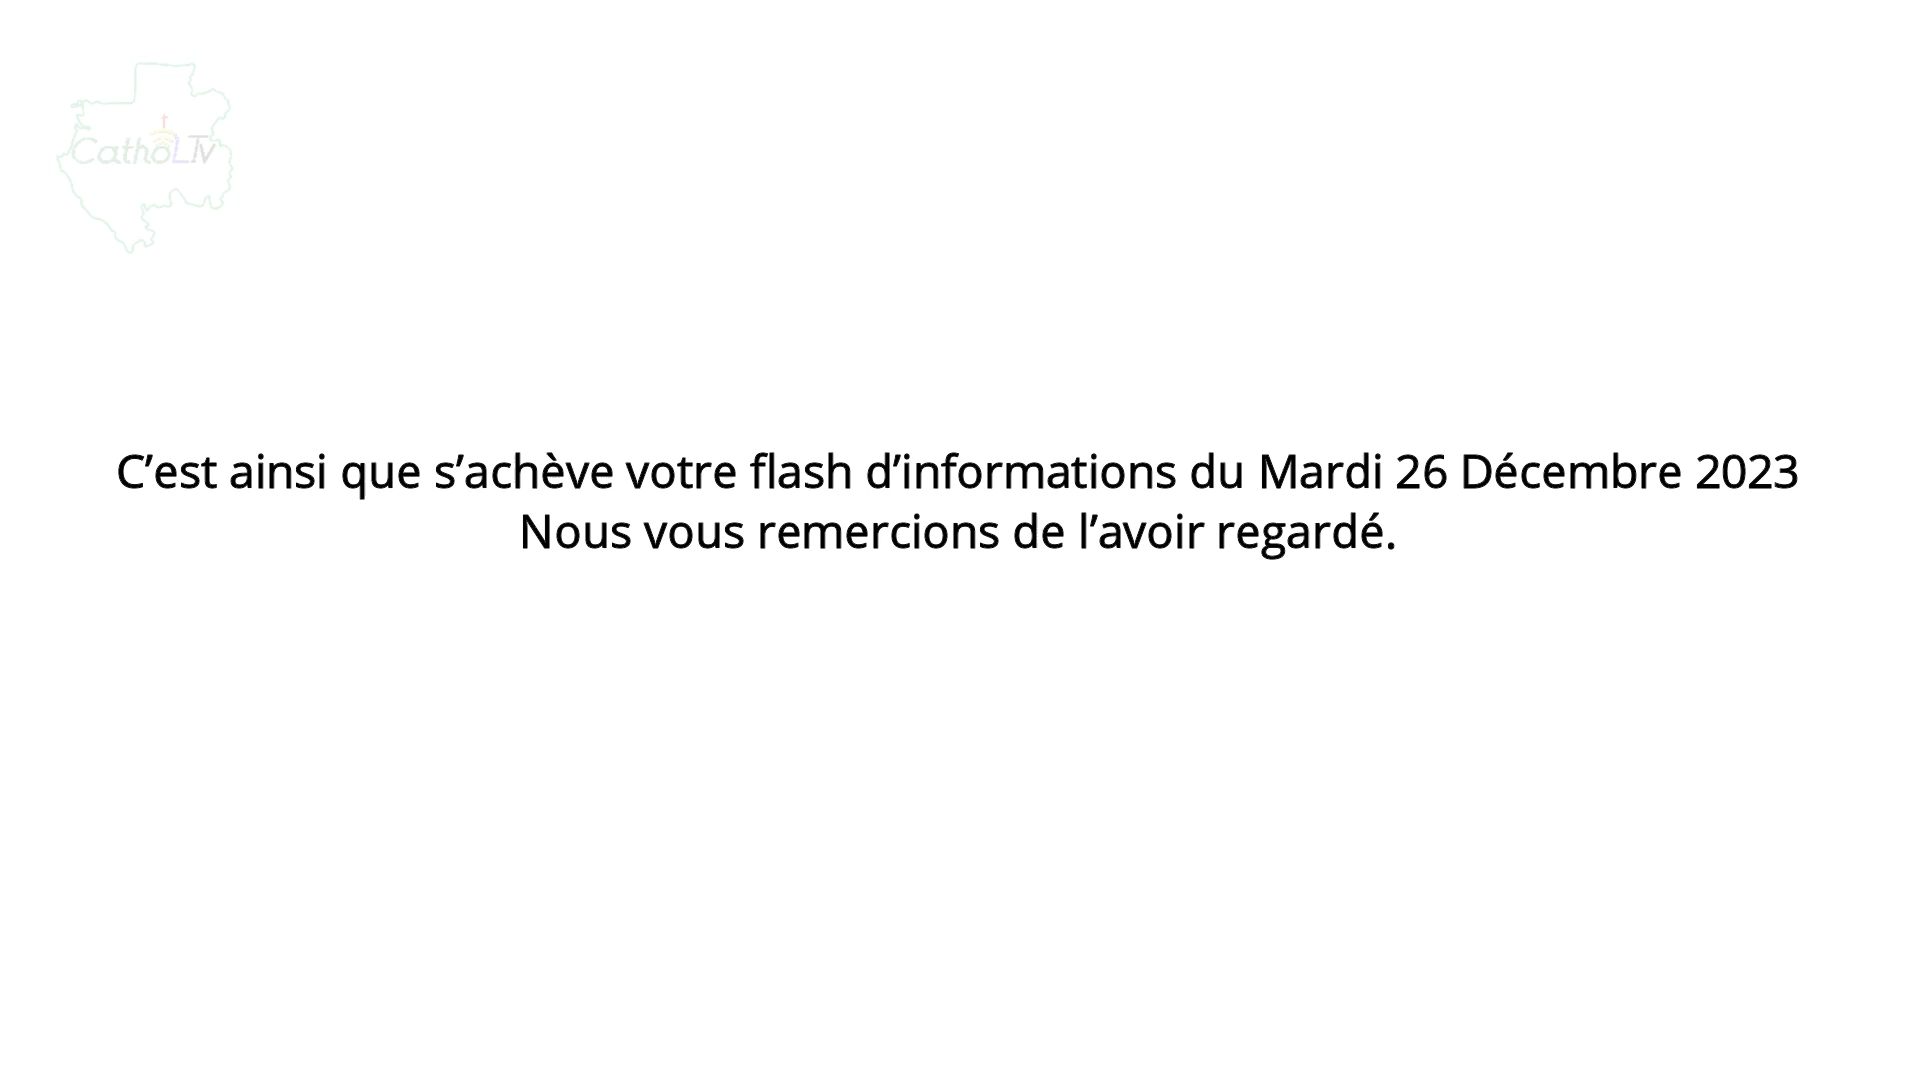 CathoLTv
C’est ainsi que s’achève votre flash d’informations du Mardi 26 Décembre 2023
Nous vous remercions de l’avoir regardé.